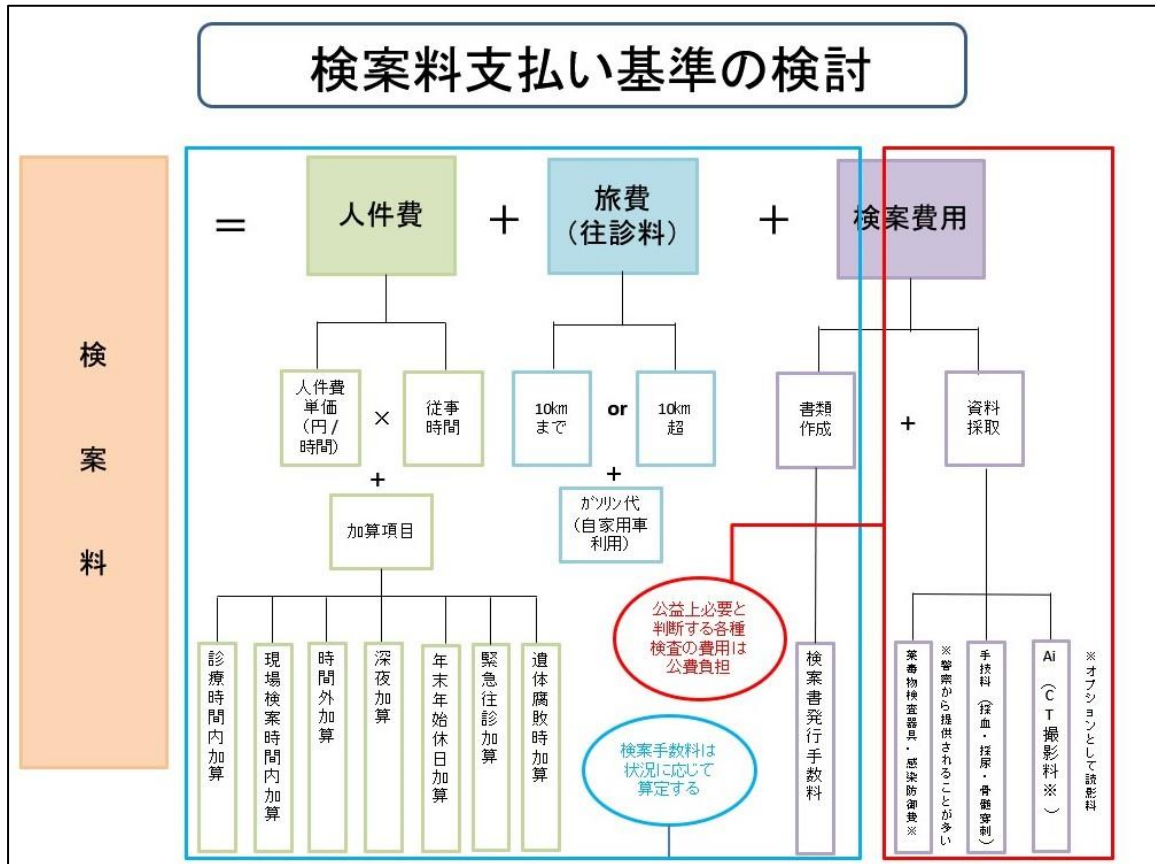 検案料支払い基準の検討
検案料
=
人件費
+
旅費
(往診料)
+
検案費用
人件費
単価
(円/
時間)
×
従事
時間
+
加算項目
診療時間内加算
現場検案時間内加算
時間外加算
深夜加算
年末年始休日加算
緊急往診加算
遺体腐敗時加算
10km
まで
or
10km
超
+
ガソリン代
(自家用車
利用)
書類
作成
+
資料
採取
検案書発行手数料
薬毒物検査器具・感染防御費※
※警察から提供されることが多い
手技料(採血・採尿・骨髄穿刺)
Ai(CT撮影料※)
※オプションとして読影料
公益上必要と
判断する各種
検査の費用は
公費負担
検案手数料は
状況に応じて
算定する